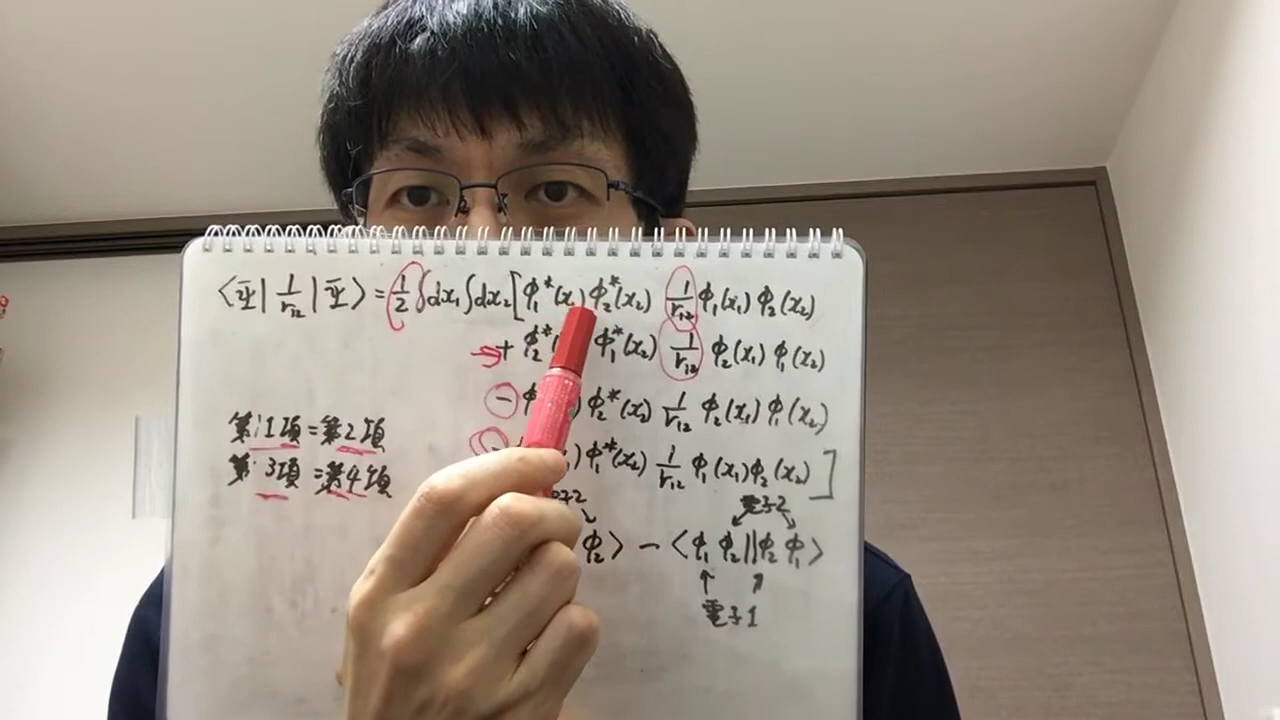 ⟨Ψ| 1/r₁₂ |Ψ⟩ = 1/2 ∫dx₁∫dx₂[ϕ₁*(x₁)ϕ₂*(x₂) 1/r₁₂ ϕ₁(x₁) ϕ₂(x₂)
+ ϕ₂*( ϕ₁*(x₂) 1/r₁₂ ϕ₂(x₁) ϕ₁(x₂)
- ϕ₂*(x₂) 1/r₁₂ ϕ₂(x₁) ϕ₁(x₂)
第1項=第2項
第3項=第4項
ϕ₁*(x₂) 1/r₁₂ ϕ₁(x₁)ϕ₂(x₂)]
子2 電子2
ϕ₂⟩ - ⟨ϕ₁ ϕ₂||ϕ₂ ϕ₁⟩
電子1